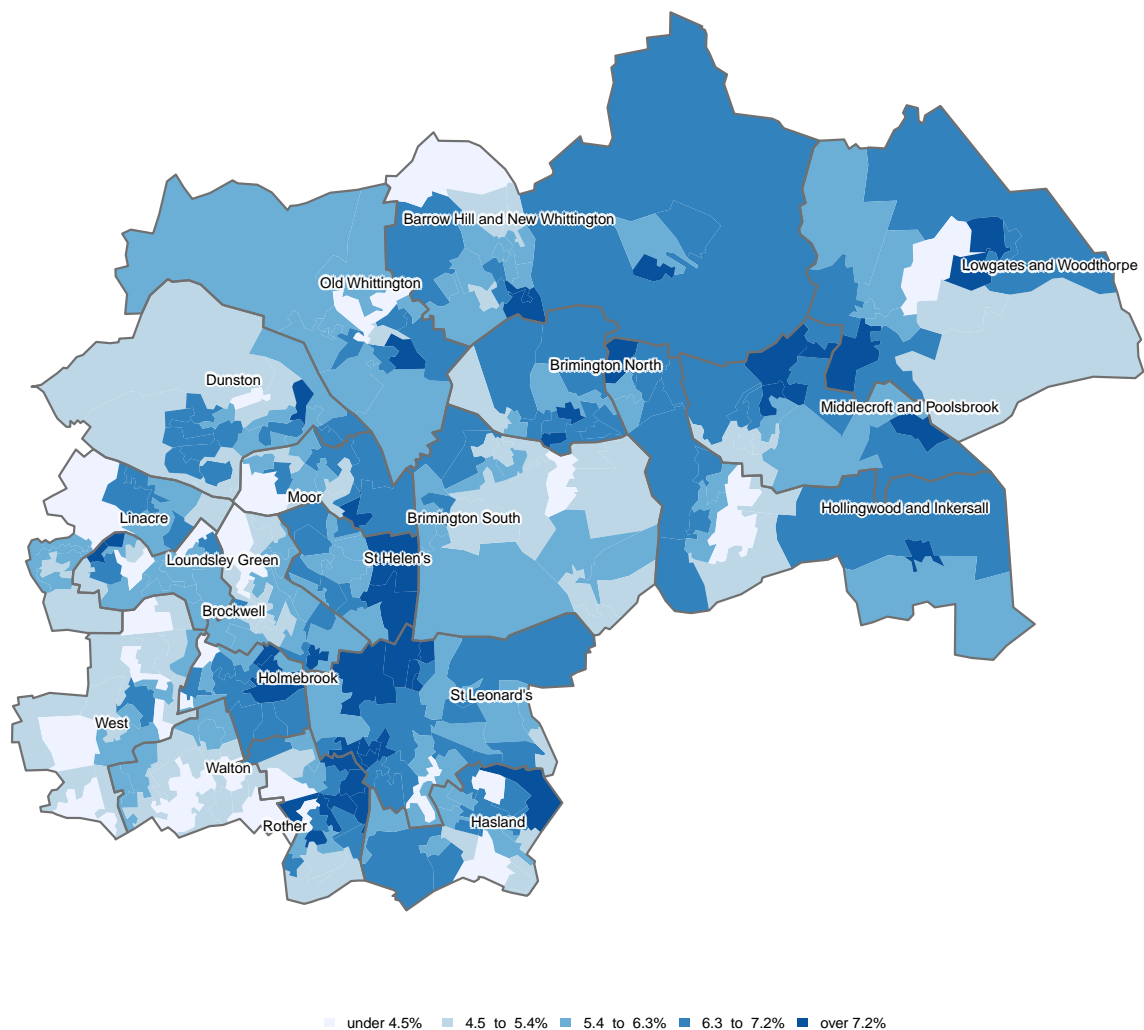 Barrow Hill and New Whittington
Lowgates and Woodthorpe
Old Whittington
Brimington North
Dunston
Middlecroft and Poolsbrook
Moor
Hollingwood and Inkersall
Linacre
Brimington South
Loundsley Green
St Helen's
Brockwell
Holmebrook
St Leonard's
West
Walton
Rother
Hasland
under 4.5% 4.5 to 5.4% 5.4 to 6.3% 6.3 to 7.2% over 7.2%